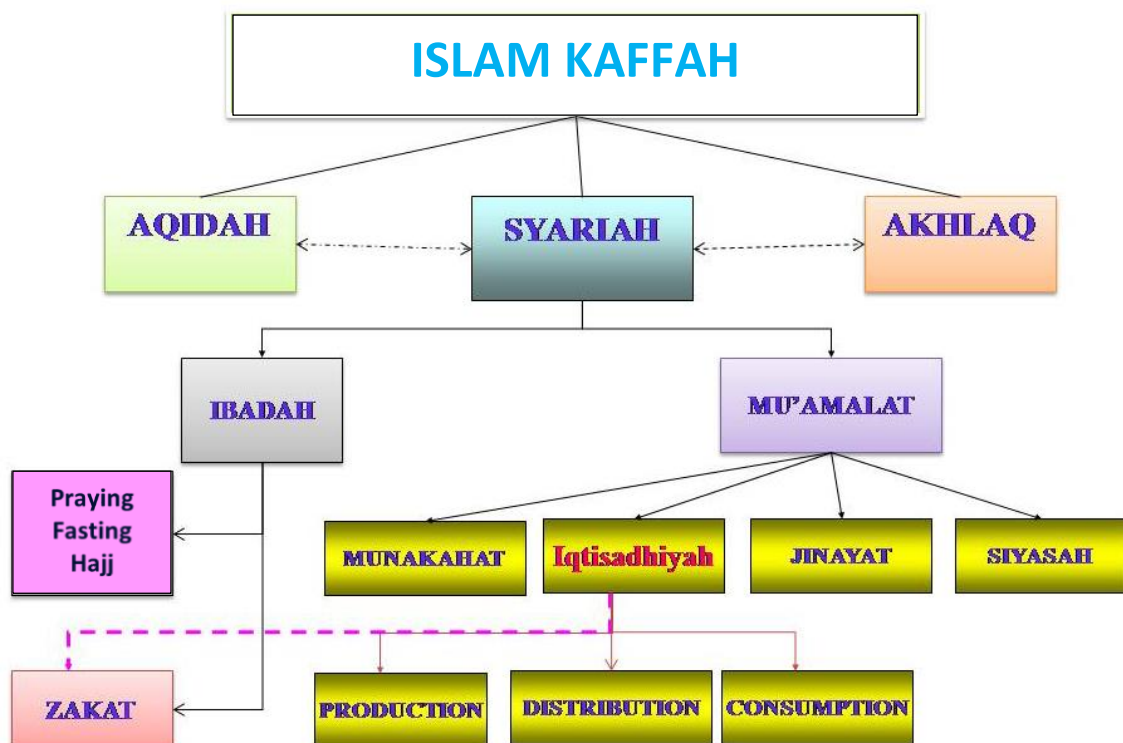 ISLAM KAFFAH
AQIDAH
SYARIAH
AKHLAQ
IBADAH
MU'AMALAT
Praying
Fasting
Hajj
MUNAKAHAT
Iqtisadhiyah
JINAYAT
SIYASAH
ZAKAT
PRODUCTION
DISTRIBUTION
CONSUMPTION